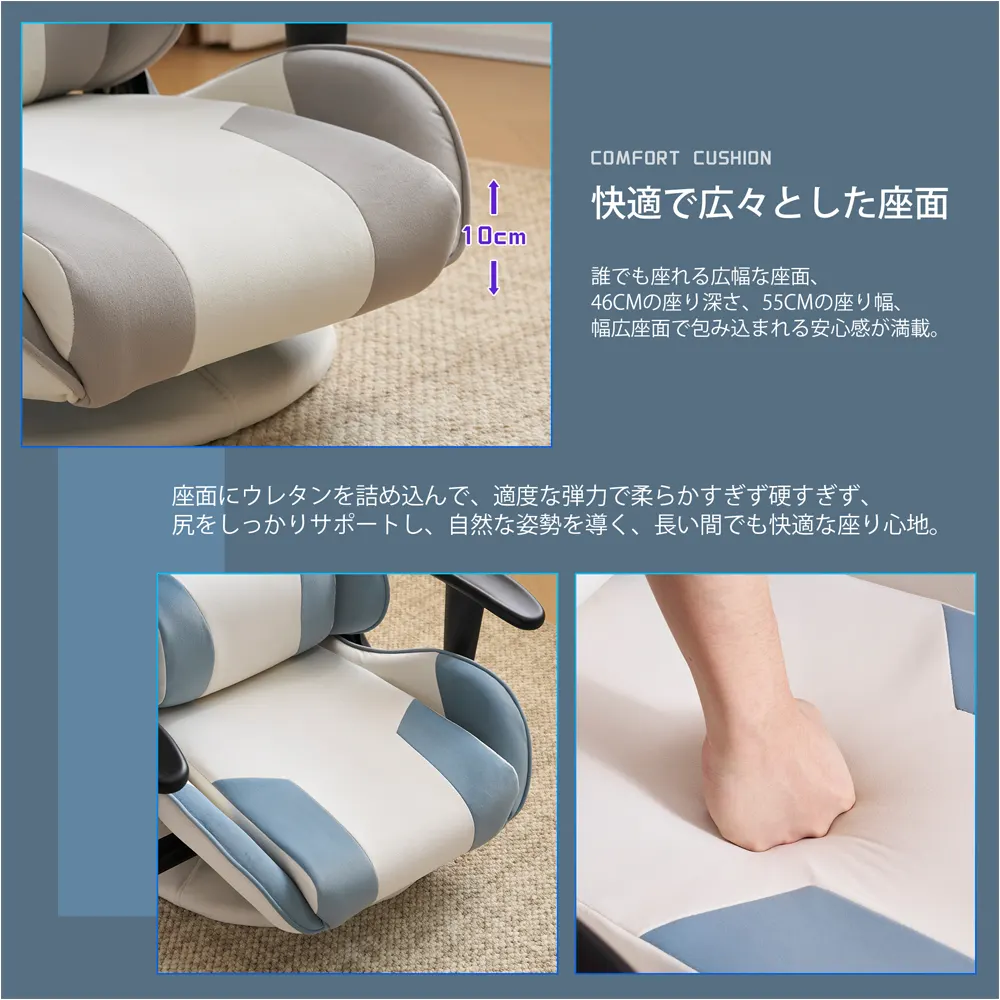 COMFORT CUSHION
快適で広々とした座面
10cm
誰でも座れる広幅な座面、
46CMの座り深さ、55CMの座り幅、
幅広座面で包み込まれる安心感が満載。
座面にウレタンを詰め込んで、適度な弾力で柔らかすぎず硬すぎず、
尻をしっかりサポートし、自然な姿勢を導く、長い間でも快適な座り心地。